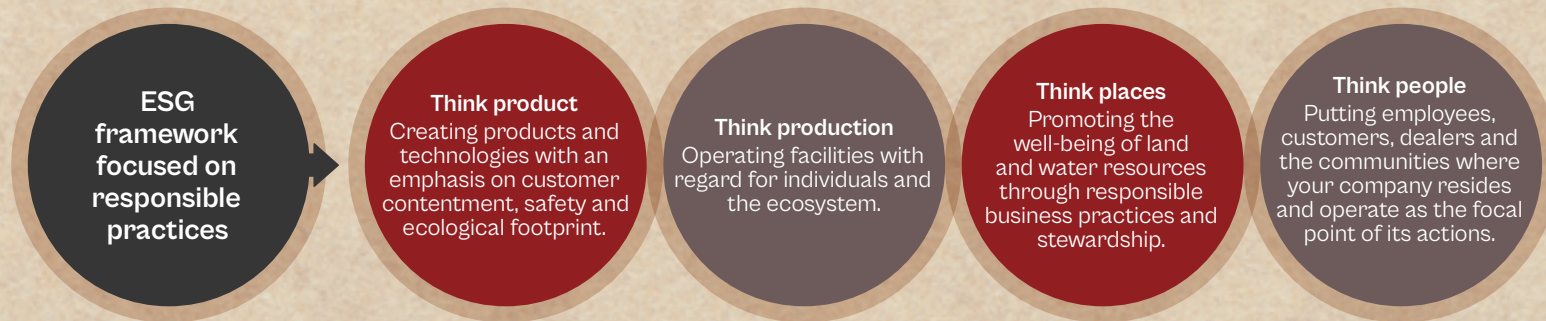 ESG
framework
focused on
responsible
practices
Think product
Creating products and
technologies with an
emphasis on customer
contentment, safety and
ecological footprint.
Think production
Operating facilities with
regard for individuals and
the ecosystem.
Think places
Promoting the
well-being of land
and water resources
through responsible
business practices and
stewardship.
Think people
Putting employees,
customers, dealers and
the communities where
your company resides
and operate as the focal
point of its actions.